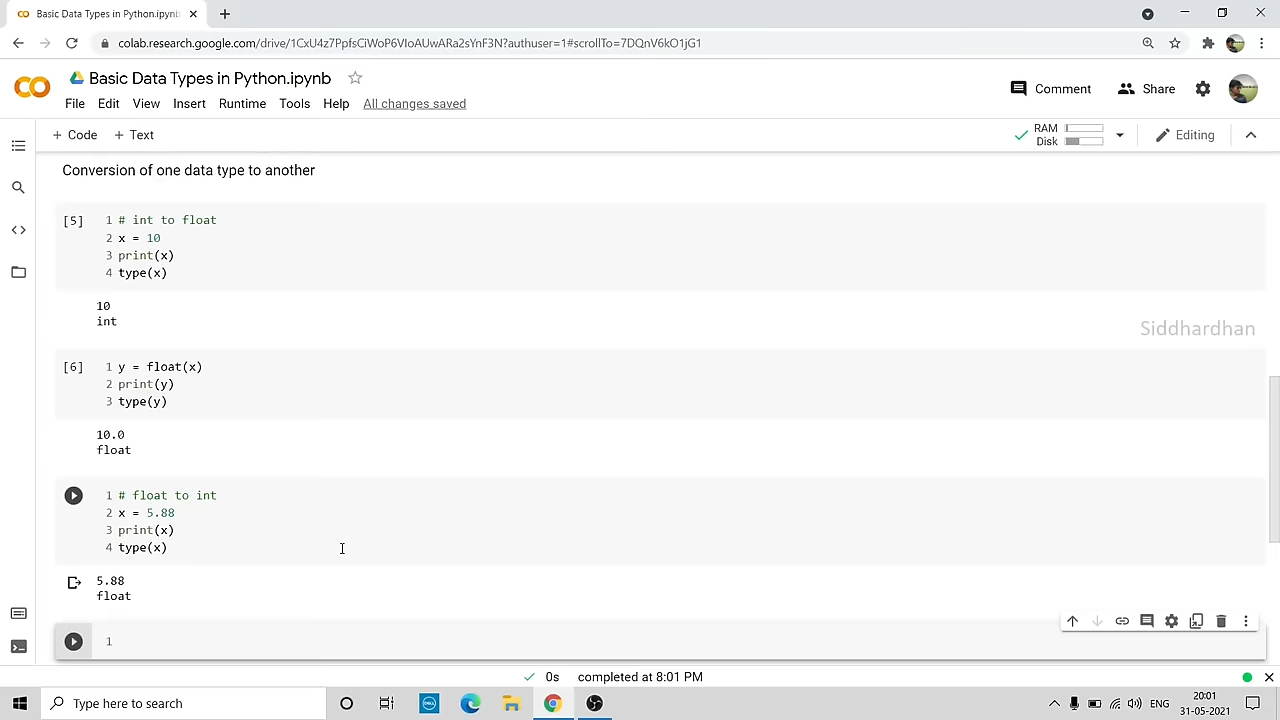 Basic Data Types in Python.ipynb
colab.research.google.com/drive/1CxU4z7PpfsCiWoP6VIoAUwARa2sYnF3N?authuser=1#scrollTo=7DQnV6kO1jG1
Basic Data Types in Python.ipynb
File Edit View Insert Runtime Tools Help All changes saved
Comment Share
+ Code + Text
RAM
Disk
Editing
Conversion of one data type to another
[5] 1 # int to float
2 x = 10
3 print(x)
4 type(x)
10
int
Siddhardhan
[6] 1 y = float(x)
2 print(y)
3 type(y)
10.0
float
1 # float to int
2 x = 5.88
3 print(x)
4 type(x)
5.88
float
1
0s completed at 8:01 PM
Type here to search
DELL
ENG
20:01
31-05-2021